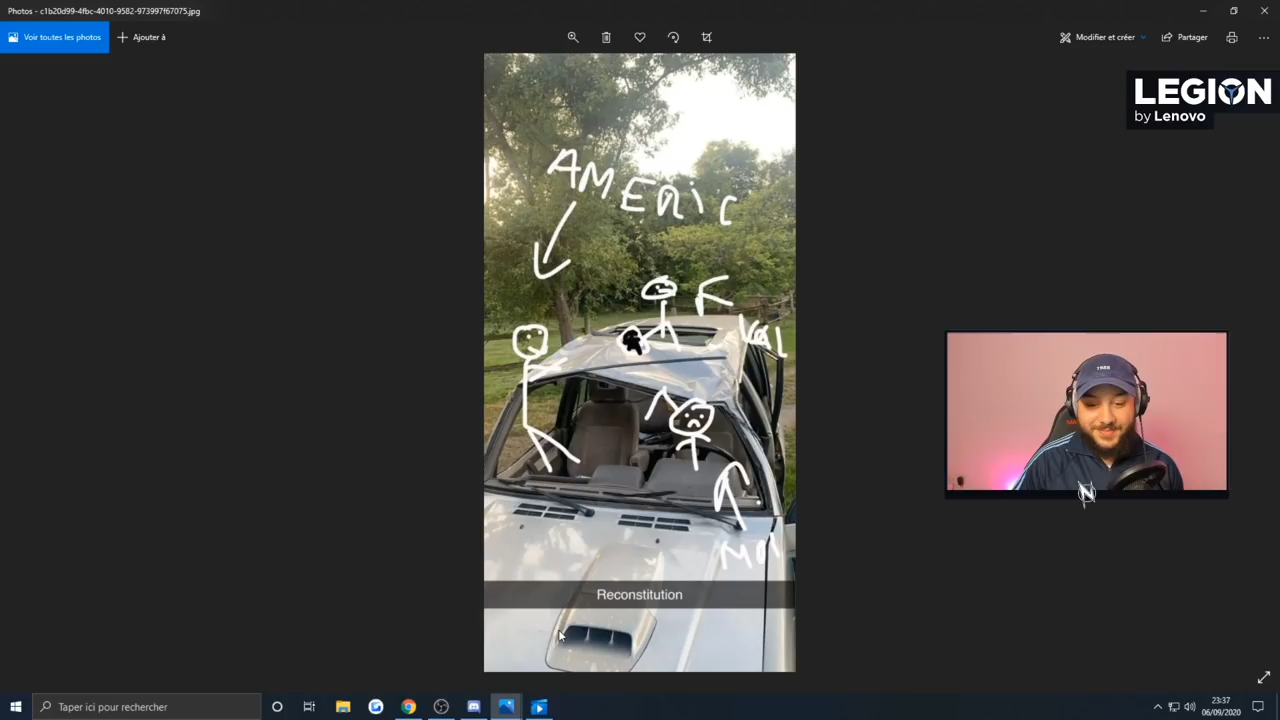 Photos - c1b20d99-4fbc-4010-9582-973997f67075.jpg
Voir toutes les photos
Ajouter à
Modifier et créer
Partager
LEGION
by Lenovo
AMERIC
VAL
MOI
Reconstitution
Taper ici pour rechercher
23:37
06/09/2020